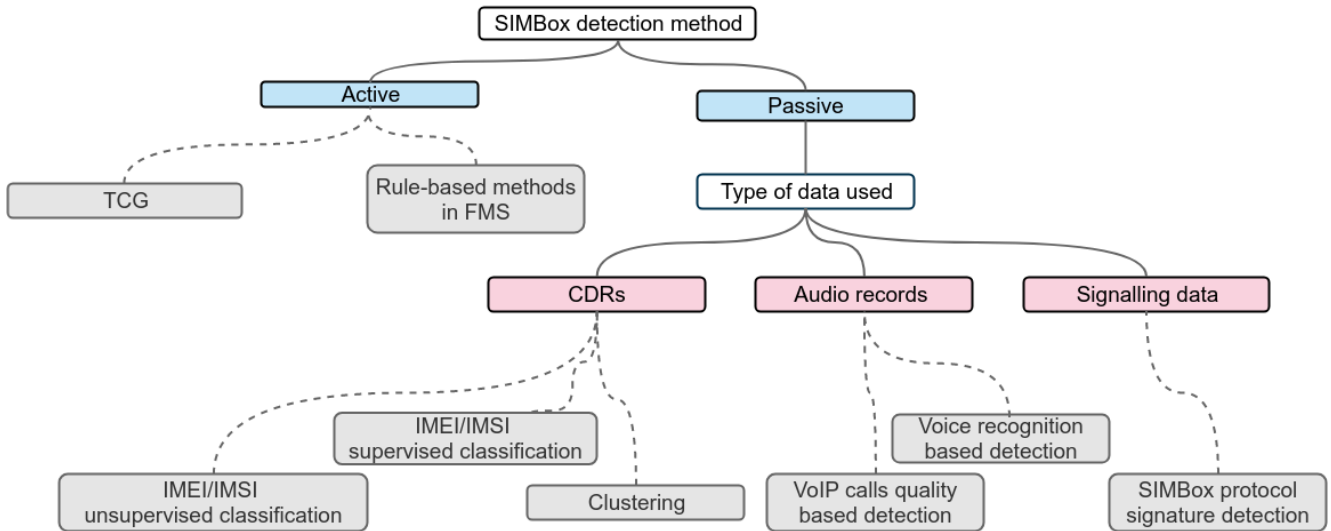 SIMBox detection method
Active
Passive
TCG
Rule-based methods
in FMS
Type of data used
CDRs
Audio records
Signalling data
IMEI/IMSI
supervised classification
Voice recognition
based detection
IMEI/IMSI
unsupervised classification
Clustering
VoIP calls quality
based detection
SIMBox protocol
signature detection